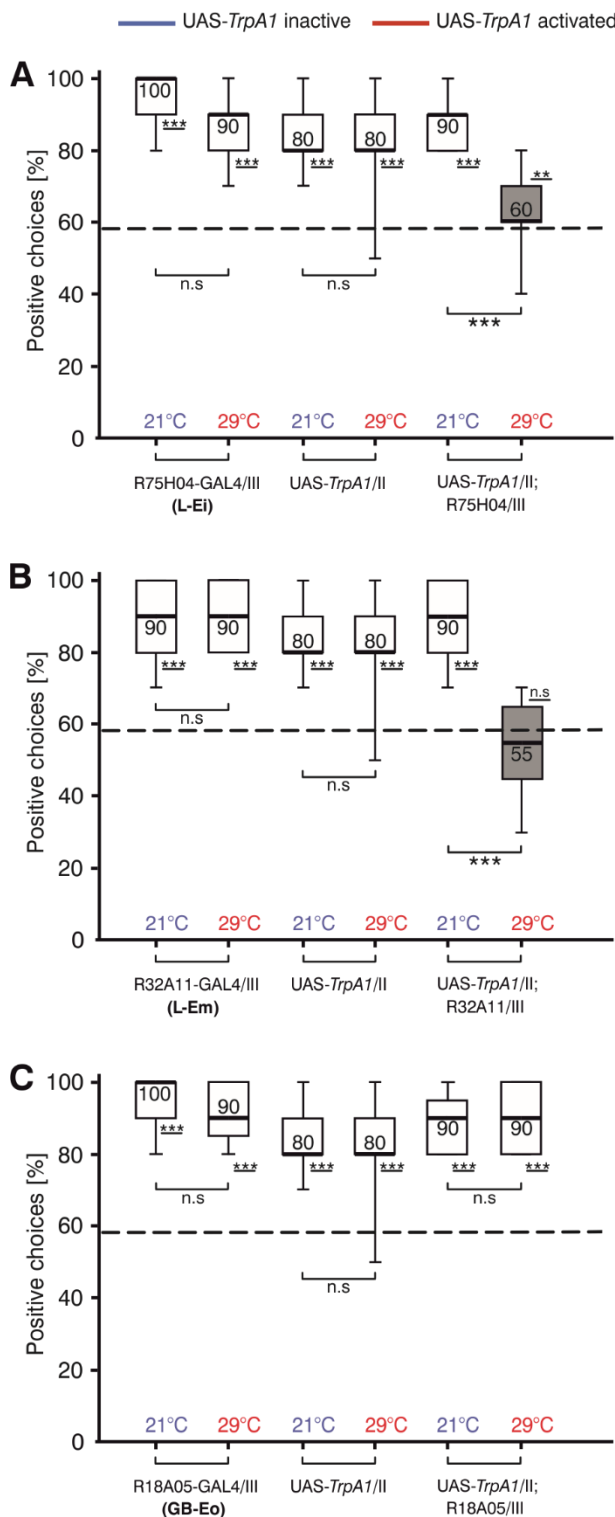 UAS-TrpA1 inactive UAS-TrpA1 activated
A
Positive choices [%]
100
80
60
40
20
0
100 90 80 80 90 60
*** *** *** *** *** **
n.s n.s ***
21°C 29°C 21°C 29°C 21°C 29°C
R75H04-GAL4/III UAS-TrpA1/II UAS-TrpA1/II;
(L-Ei) R75H04/III
B
Positive choices [%]
100
80
60
40
20
0
90 90 80 80 90 55
*** *** *** *** *** n.s
n.s n.s ***
21°C 29°C 21°C 29°C 21°C 29°C
R32A11-GAL4/III UAS-TrpA1/II UAS-TrpA1/II;
(L-Em) R32A11/III
C
Positive choices [%]
100
80
60
40
20
0
100 90 80 80 90 90
*** *** *** *** *** ***
n.s n.s n.s
21°C 29°C 21°C 29°C 21°C 29°C
R18A05-GAL4/III UAS-TrpA1/II UAS-TrpA1/II;
(GB-Eo) R18A05/III